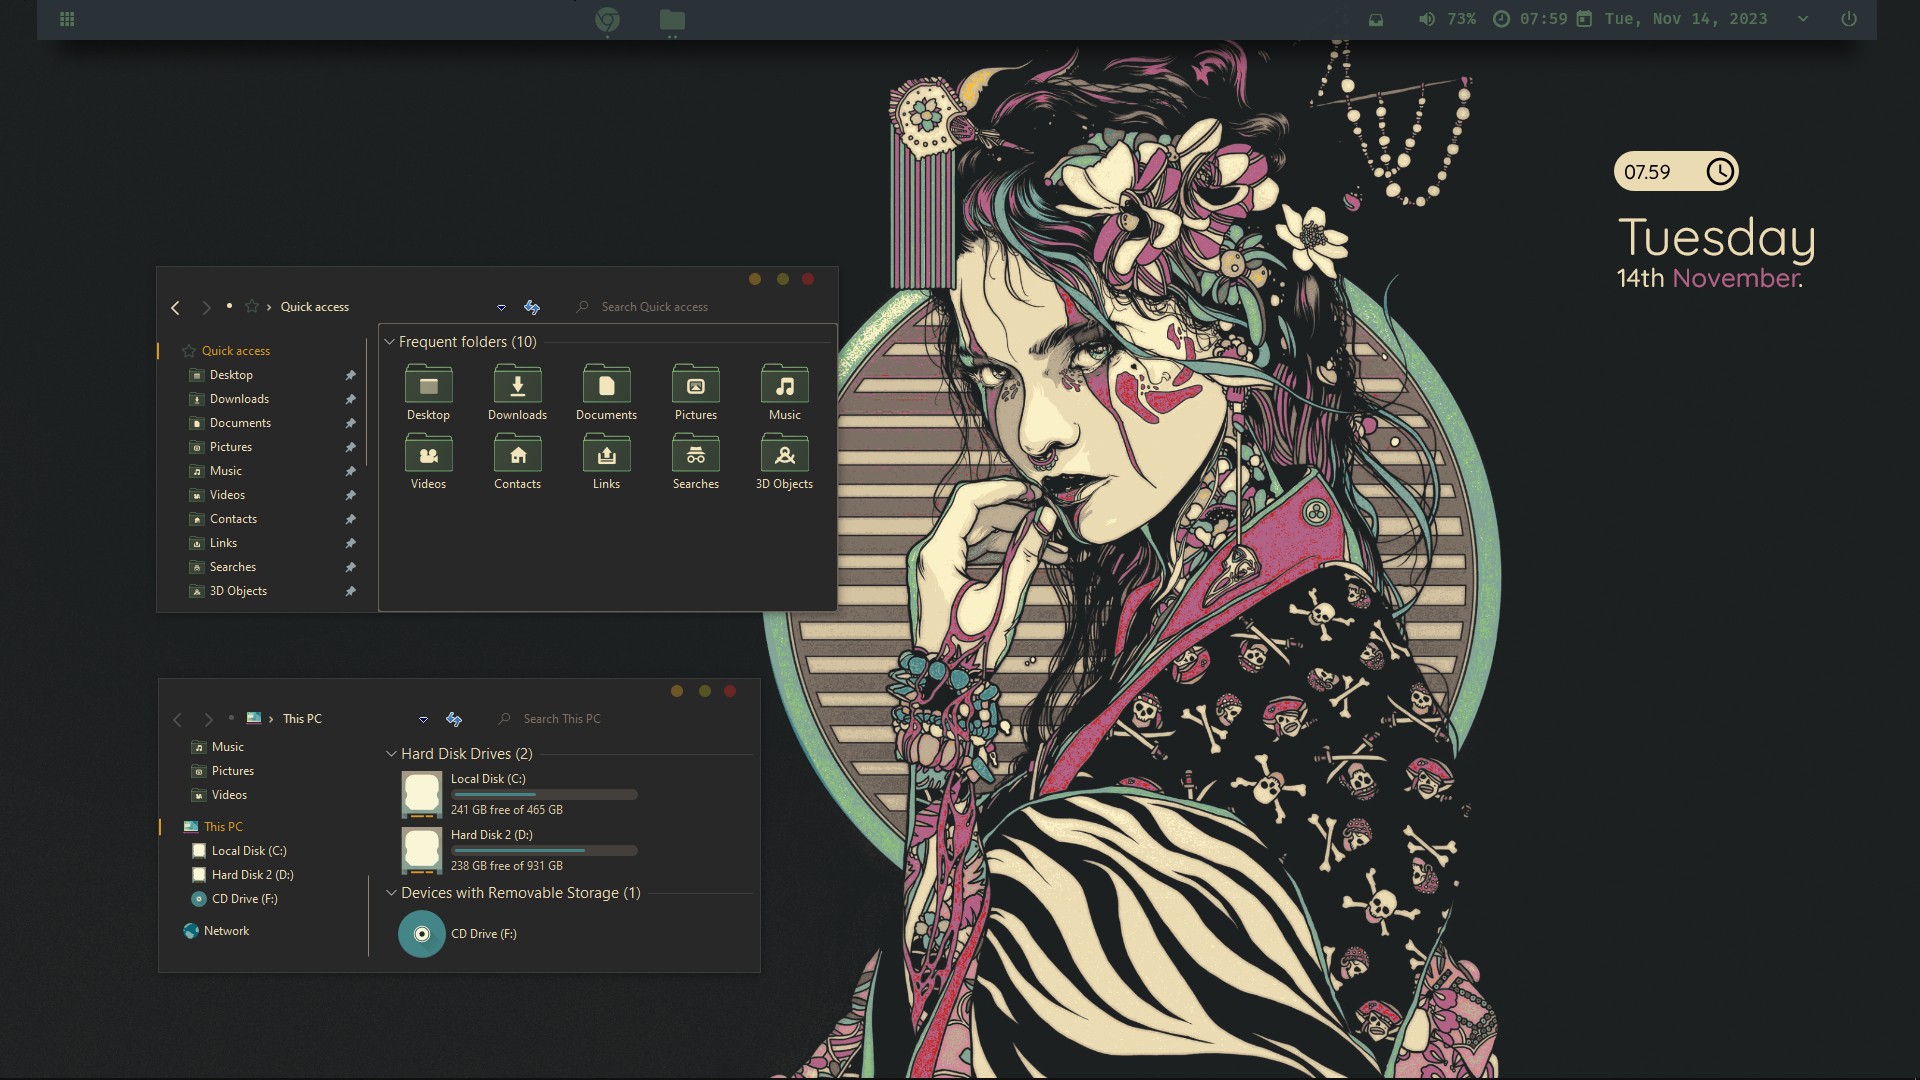 73% 07:59 Tue, Nov 14, 2023
07.59
Tuesday
14th November.
Quick access
Search Quick access
Quick access
Desktop
Downloads
Documents
Pictures
Music
Videos
Contacts
Links
Searches
3D Objects
Frequent folders (10)
Desktop Downloads Documents Pictures Music
Videos Contacts Links Searches 3D Objects
This PC
Search This PC
Music
Pictures
Videos
This PC
Local Disk (C:)
Hard Disk 2 (D:)
CD Drive (F:)
Network
Hard Disk Drives (2)
Local Disk (C:)
241 GB free of 465 GB
Hard Disk 2 (D:)
238 GB free of 931 GB
Devices with Removable Storage (1)
CD Drive (F:)